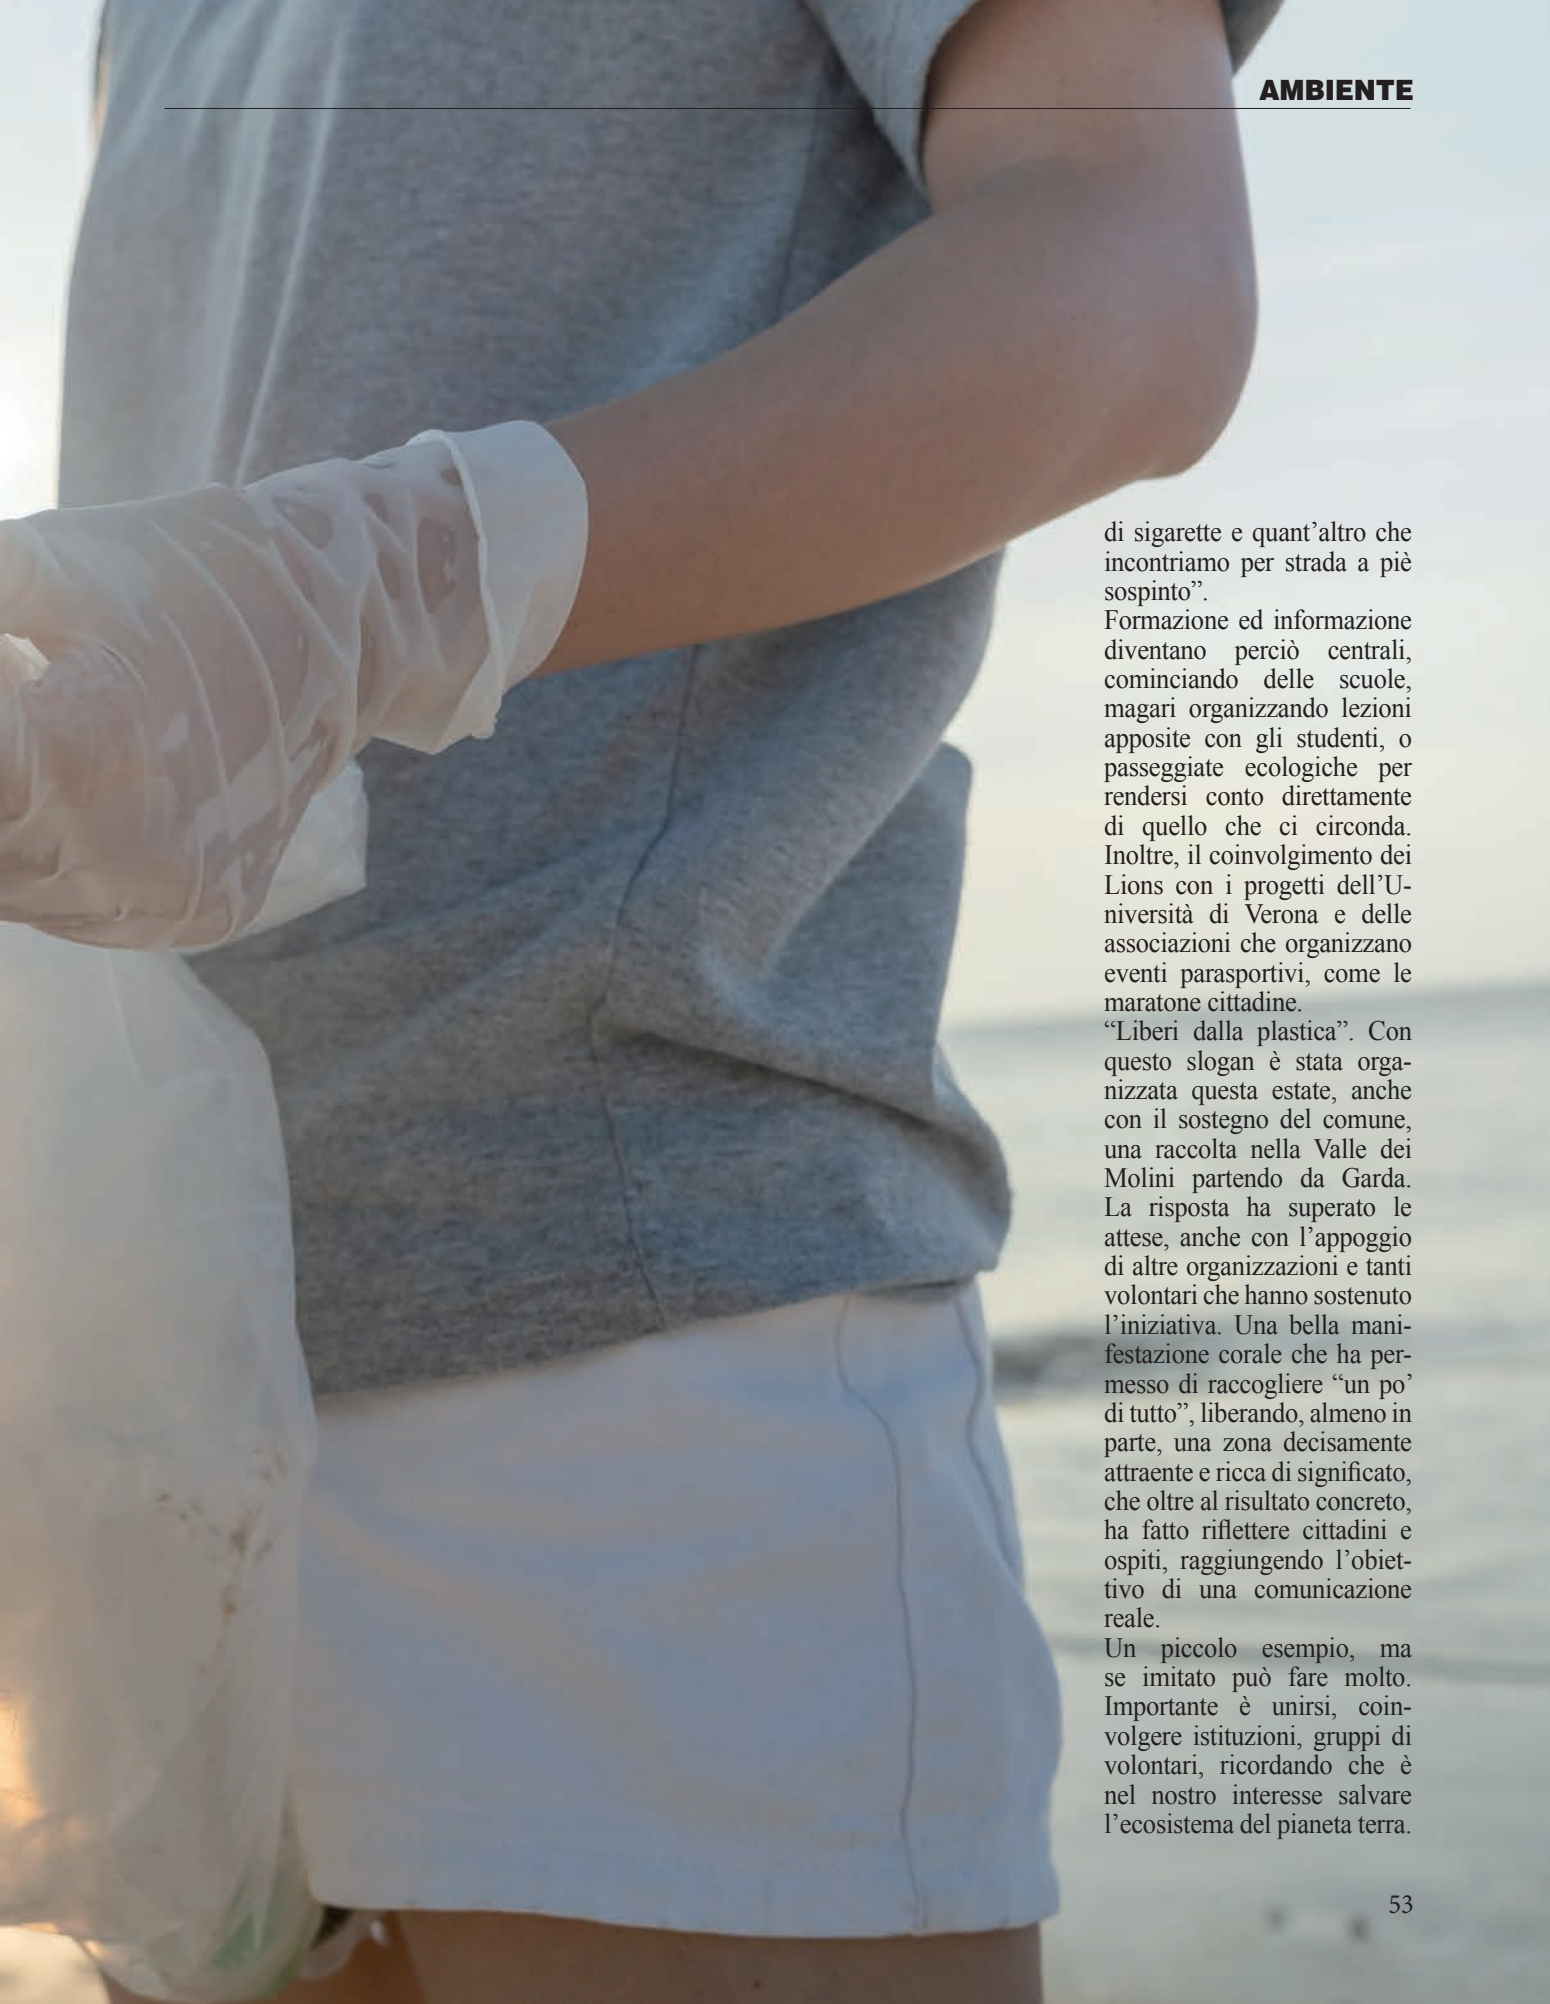 AMBIENTE
di sigarette e quant’altro che
incontriamo per strada a piè
sospinto”.
Formazione ed informazione
diventano perciò centrali,
cominciando delle scuole,
magari organizzando lezioni
apposite con gli studenti, o
passeggiate ecologiche per
rendersi conto direttamente
di quello che ci circonda.
Inoltre, il coinvolgimento dei
Lions con i progetti dell’U-
niversità di Verona e delle
associazioni che organizzano
eventi parasportivi, come le
maratone cittadine.
“Liberi dalla plastica”. Con
questo slogan è stata orga-
nizzata questa estate, anche
con il sostegno del comune,
una raccolta nella Valle dei
Molini partendo da Garda.
La risposta ha superato le
attese, anche con l’appoggio
di altre organizzazioni e tanti
volontari che hanno sostenuto
l’iniziativa. Una bella mani-
festazione corale che ha per-
messo di raccogliere “un po’
di tutto”, liberando, almeno in
parte, una zona decisamente
attraente e ricca di significato,
che oltre al risultato concreto,
ha fatto riflettere cittadini e
ospiti, raggiungendo l’obiet-
tivo di una comunicazione
reale.
Un piccolo esempio, ma
se imitato può fare molto.
Importante è unirsi, coin-
volgere istituzioni, gruppi di
volontari, ricordando che è
nel nostro interesse salvare
l’ecosistema del pianeta terra.
53